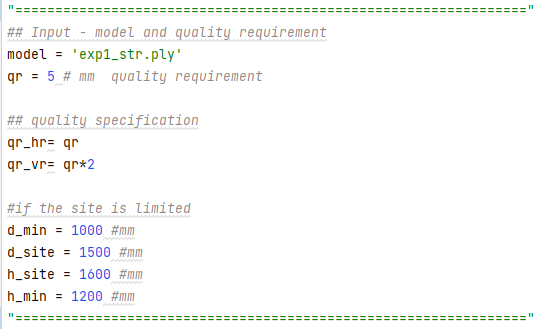 "================================================================"
## Input - model and quality requirement
model = 'exp1_str.ply'
qr = 5 # mm  quality requirement
## quality specification
qr_hr= qr
qr_vr= qr*2
#if the site is limited
d_min = 1000 #mm
d_site = 1500 #mm
h_site = 1600 #mm
h_min = 1200 #mm
"================================================================"